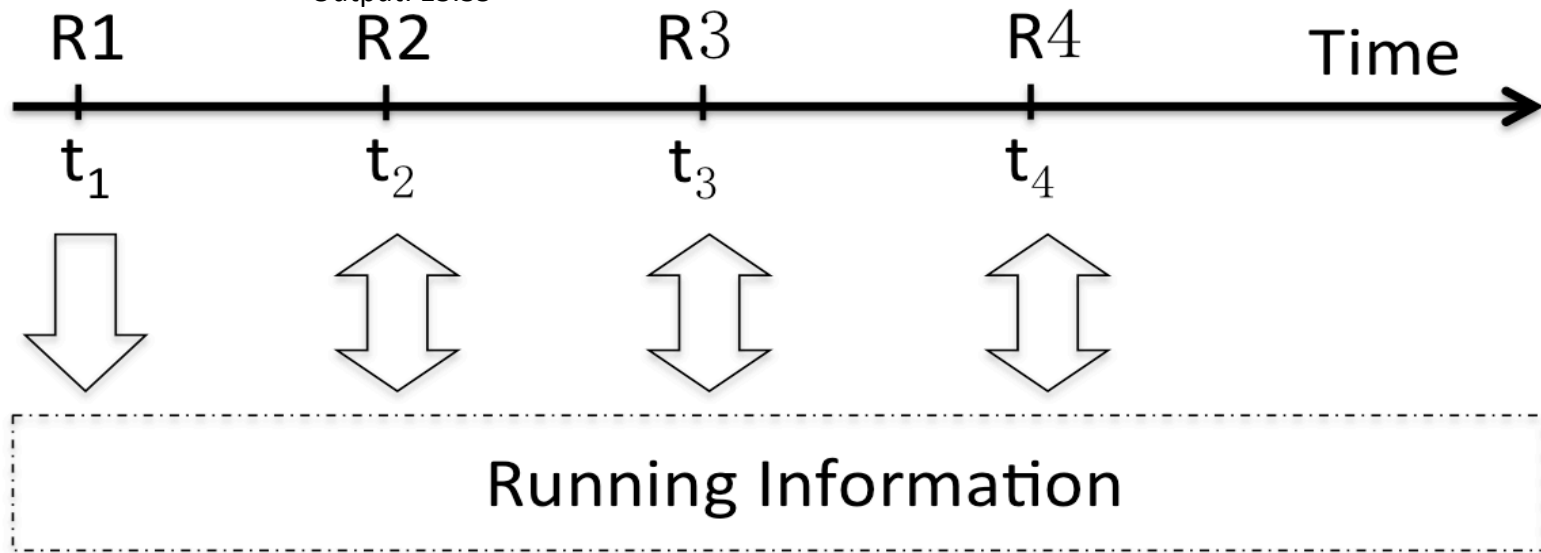 R1 R2 R3 R4 Time
t₁ t₂ t₃ t₄
Running Information